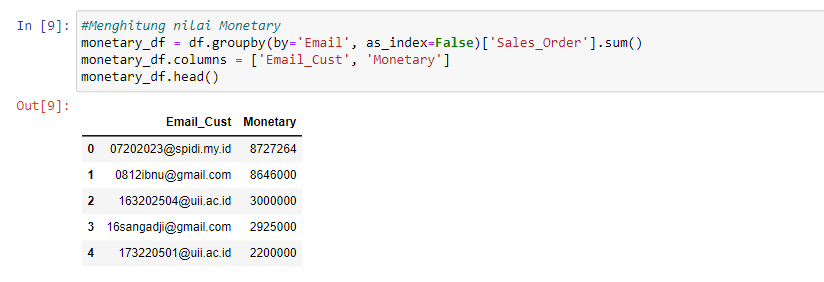 In [9]: #Menghitung nilai Monetary
monetary_df = df.groupby(by='Email', as_index=False)['Sales_Order'].sum()
monetary_df.columns = ['Email_Cust', 'Monetary']
monetary_df.head()
Out[9]:
Email_Cust Monetary
0 07202023@spidi.my.id 8727264
1 0812ibnu@gmail.com 8646000
2 163202504@uii.ac.id 3000000
3 16sangadji@gmail.com 2925000
4 173220501@uii.ac.id 2200000